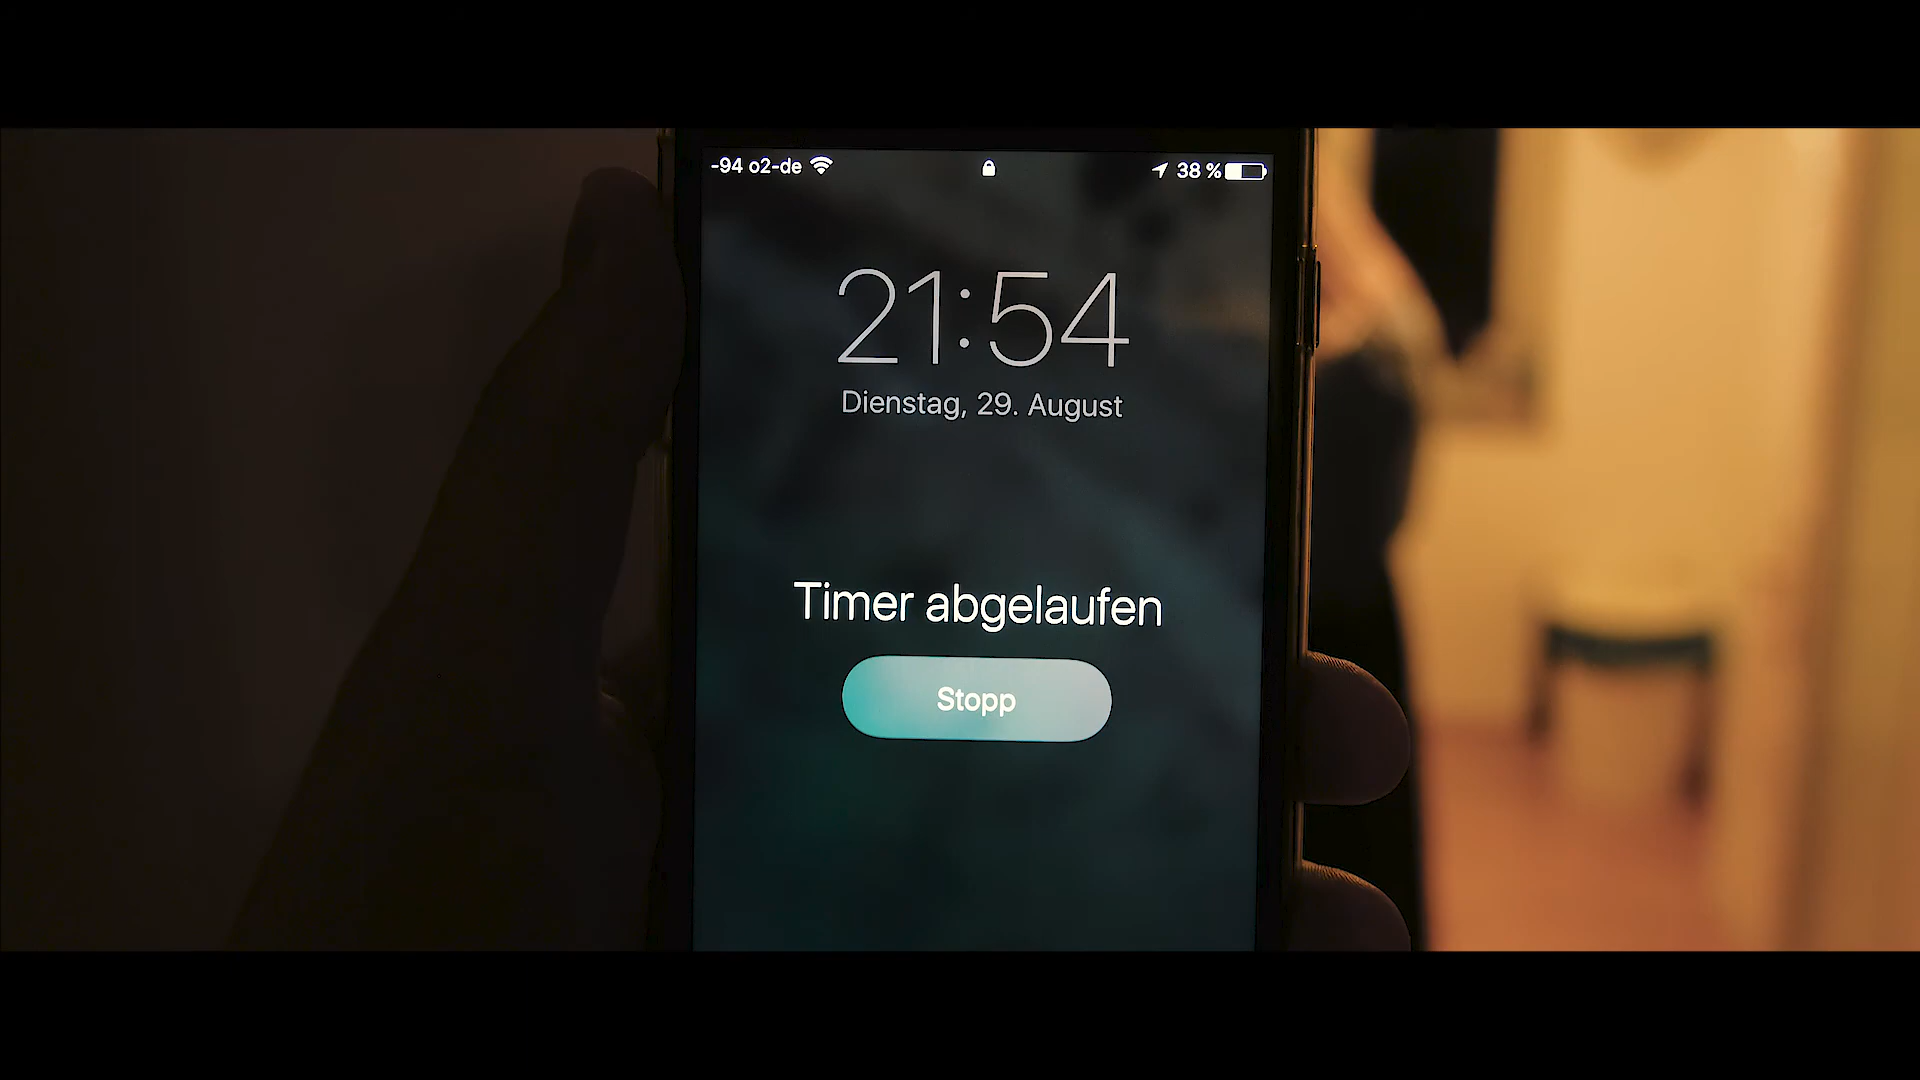 -94 o2-de 38 %
21:54
Dienstag, 29. August
Timer abgelaufen
Stopp